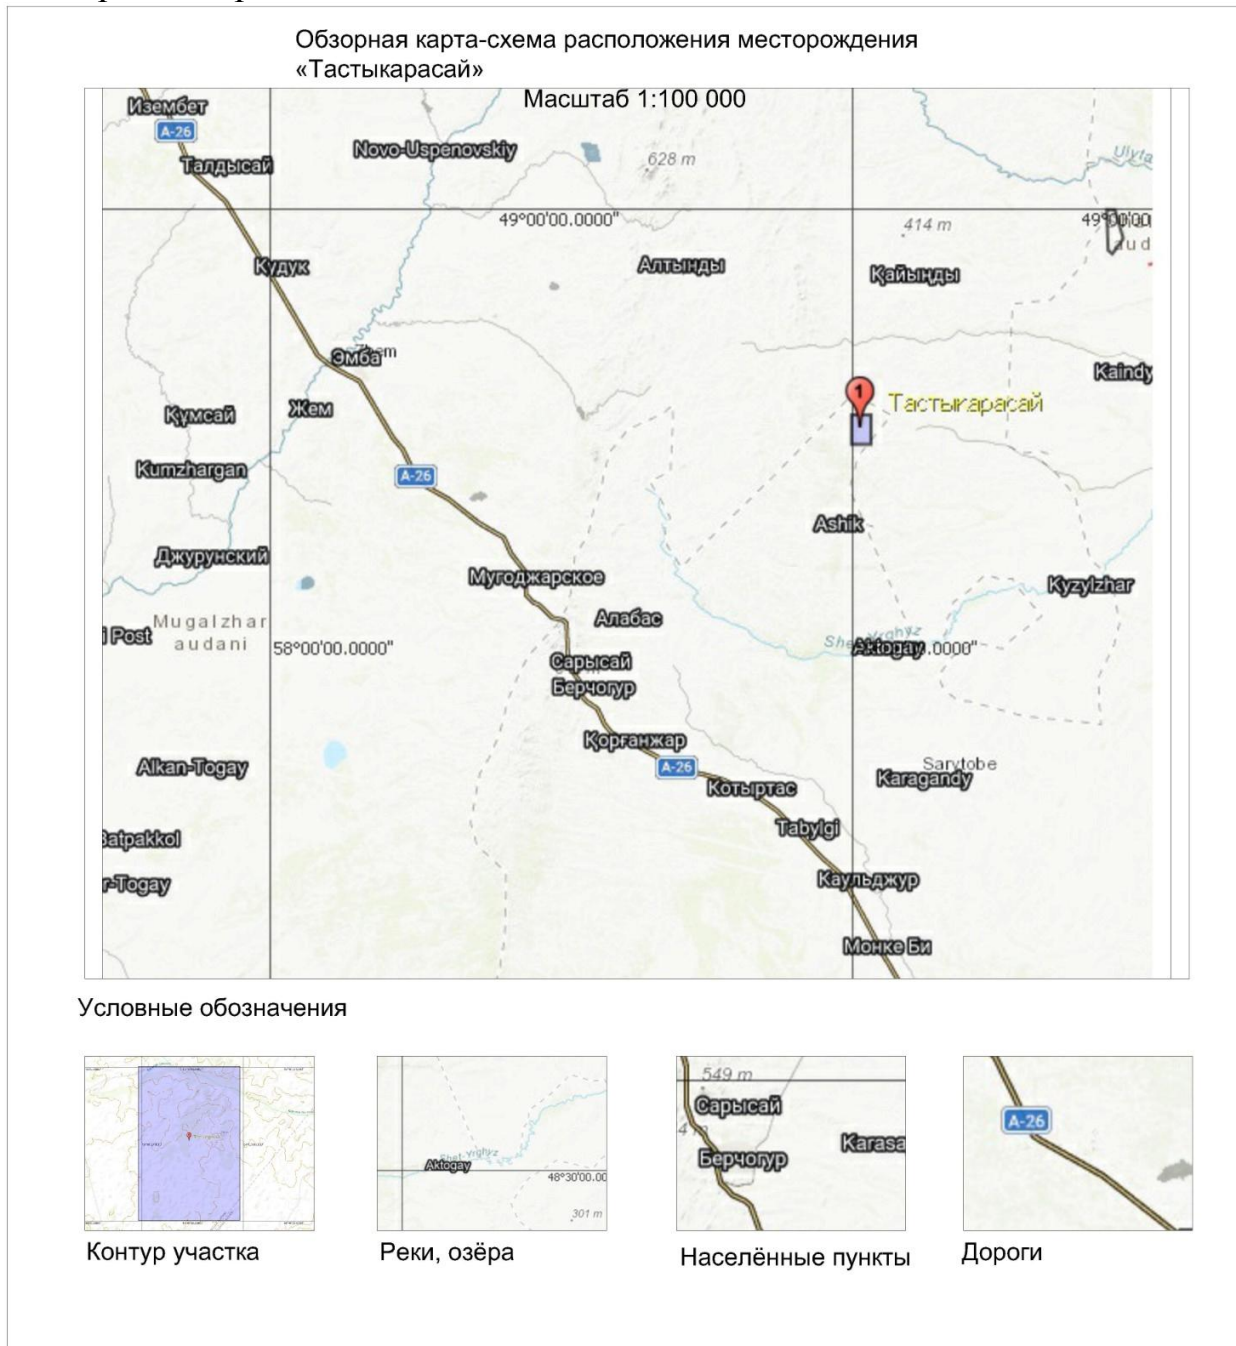 Обзорная карта-схема расположения месторождения
«Тастыкарасай»
Масштаб 1:100 000
Изембет
A-26
Novo-Uspenovskiy
628 m
Талдысай
49°00'00.0000"
414 m
Кудук
Алтынды
Қайыңды
Эмба
Kaindy
1
Тастыкарасай
Құмсай
Жем
Kumzhargan
A-26
Ashik
Джурунский
Мугоджарское
Kyzylzhar
Mugalzhar
audani
Алабас
Post
58°00'00.0000"
Aktogay
Сарысай
Берчогур
Қорғанжар
A-26
Alkan-Togay
Sarytobe
Karagandy
Котыртас
Tabylgi
Каульджур
Монке Би
Условные обозначения
549 m
Сарысай
Берчогур
Karasa
A-26
Shet-Yrghyz
Aktogay
48°30'00.00
301 m
Контур участка
Реки, озёра
Населённые пункты
Дороги